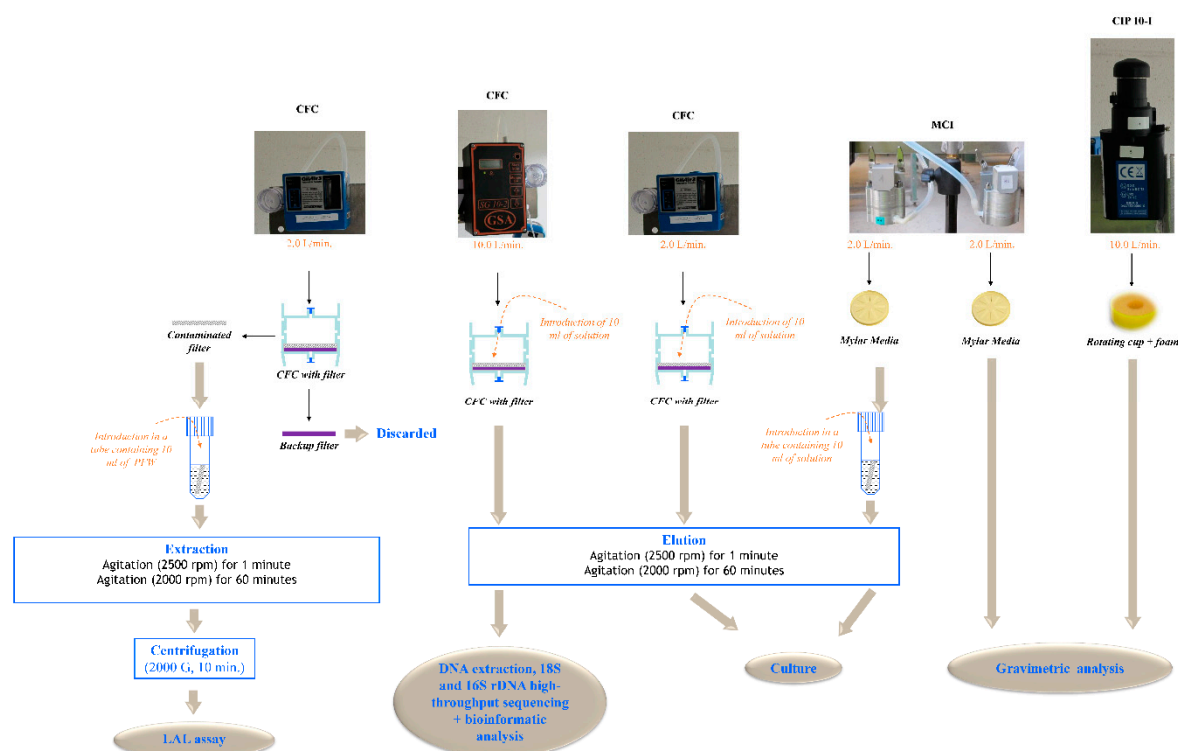 CIP 10-I
CFC
CFC
CFC
MCI
SG 10-2
GSA
2.0 L/min.
10.0 L/min.
2.0 L/min.
2.0 L/min.
2.0 L/min.
10.0 L/min.
Contaminated
filter
CFC with filter
Introduction of 10
ml of solution
CFC with filter
Introduction of 10
ml of solution
CFC with filter
Mylar Media
Mylar Media
Rotating cup + foam
Introduction in a
tube containing 10
ml of PFW
Backup filter
Discarded
Introduction in a
tube containing 10
ml of solution
Extraction
Agitation (2500 rpm) for 1 minute
Agitation (2000 rpm) for 60 minutes
Elution
Agitation (2500 rpm) for 1 minute
Agitation (2000 rpm) for 60 minutes
Centrifugation
(2000 G, 10 min.)
LAL assay
DNA extraction, 18S
and 16S rDNA high-
throughput sequencing
+ bioinformatic
analysis
Culture
Gravimetric analysis